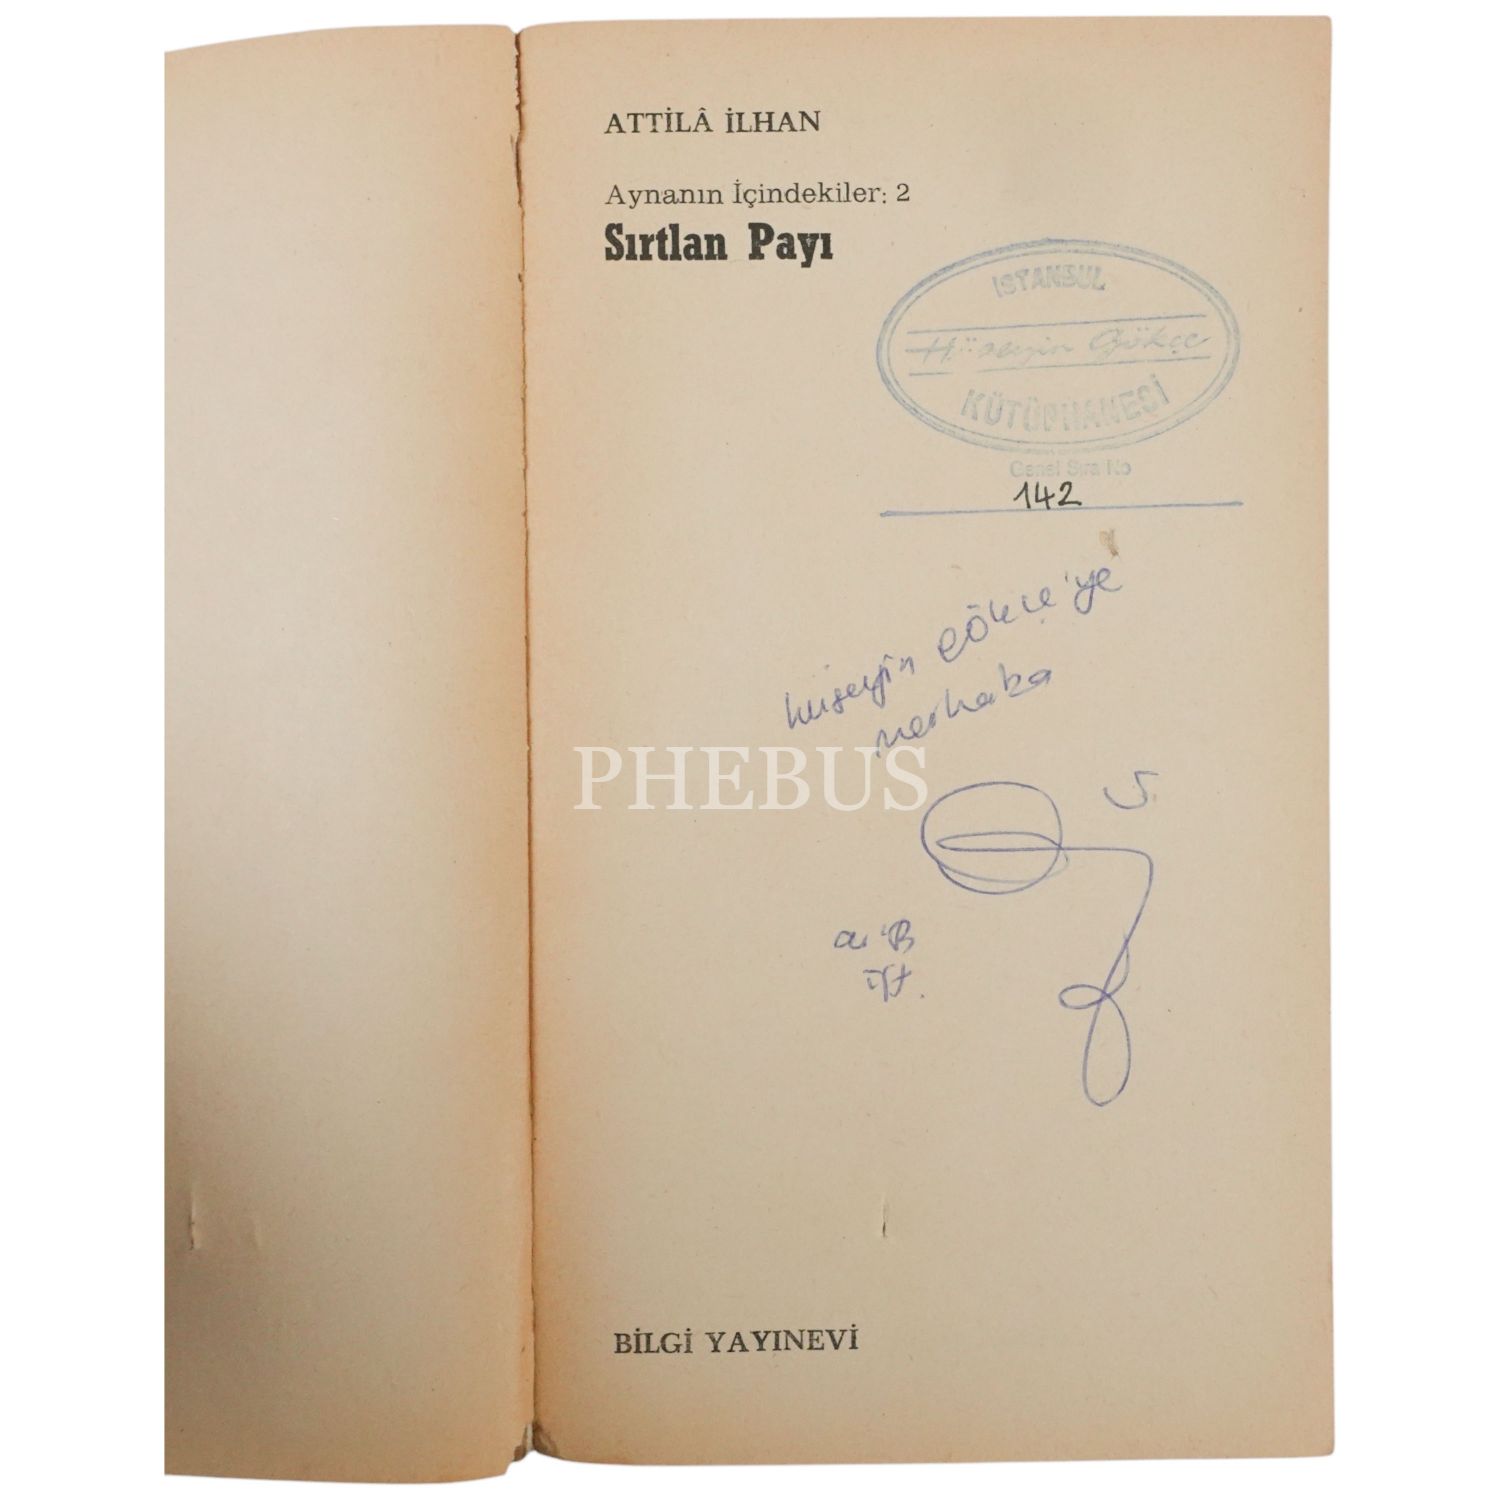 ATTİLÂ İLHAN
Aynanın İçindekiler: 2
Sırtlan Payı
İSTANBUL
Hüseyin Gökçe
KÜTÜPHANESİ
Genel Sıra No
142
hüseyin gökçe'ye
merhaba
PHEBUS
BİLGİ YAYINEVİ